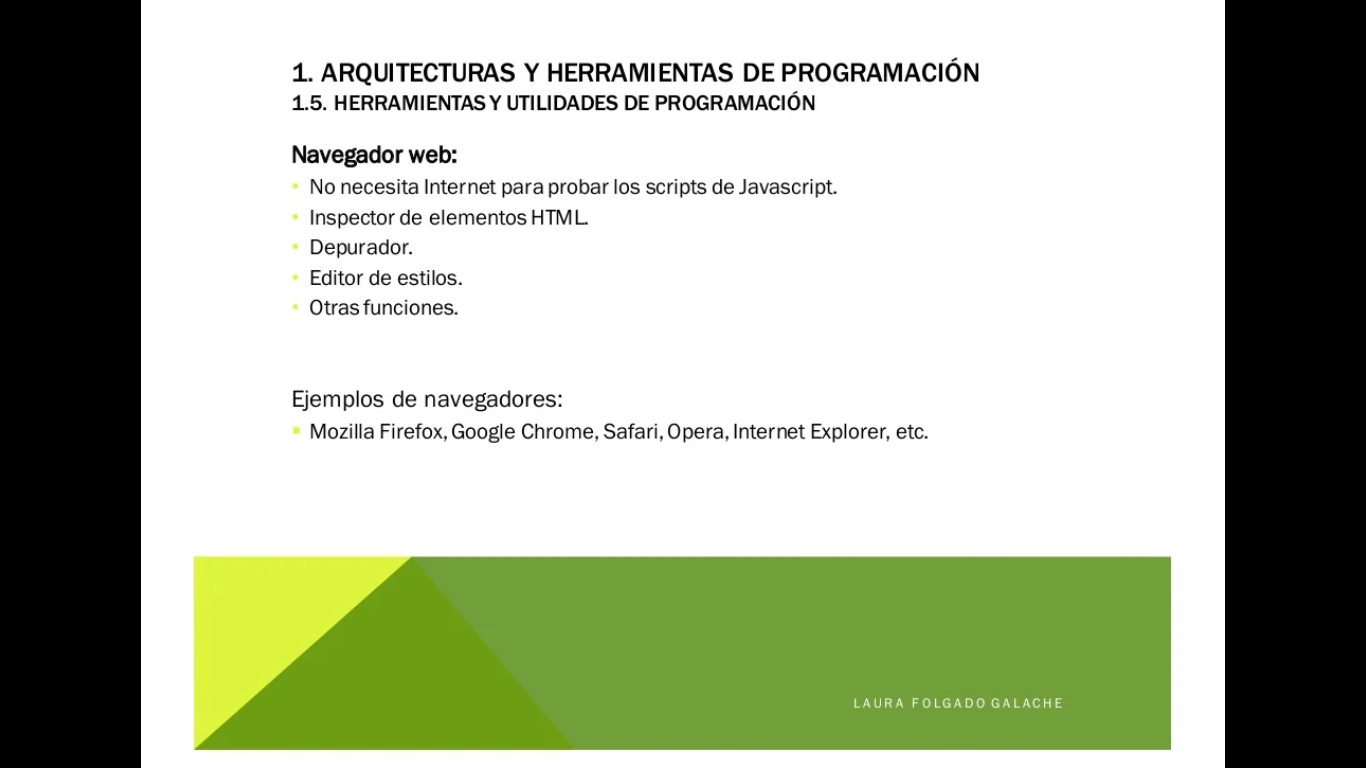 1. ARQUITECTURAS Y HERRAMIENTAS DE PROGRAMACIÓN
1.5. HERRAMIENTAS Y UTILIDADES DE PROGRAMACIÓN
Navegador web:
• No necesita Internet para probar los scripts de Javascript.
• Inspector de elementos HTML.
• Depurador.
• Editor de estilos.
• Otras funciones.
Ejemplos de navegadores:
▪ Mozilla Firefox, Google Chrome, Safari, Opera, Internet Explorer, etc.
LAURA FOLGADO GALACHE